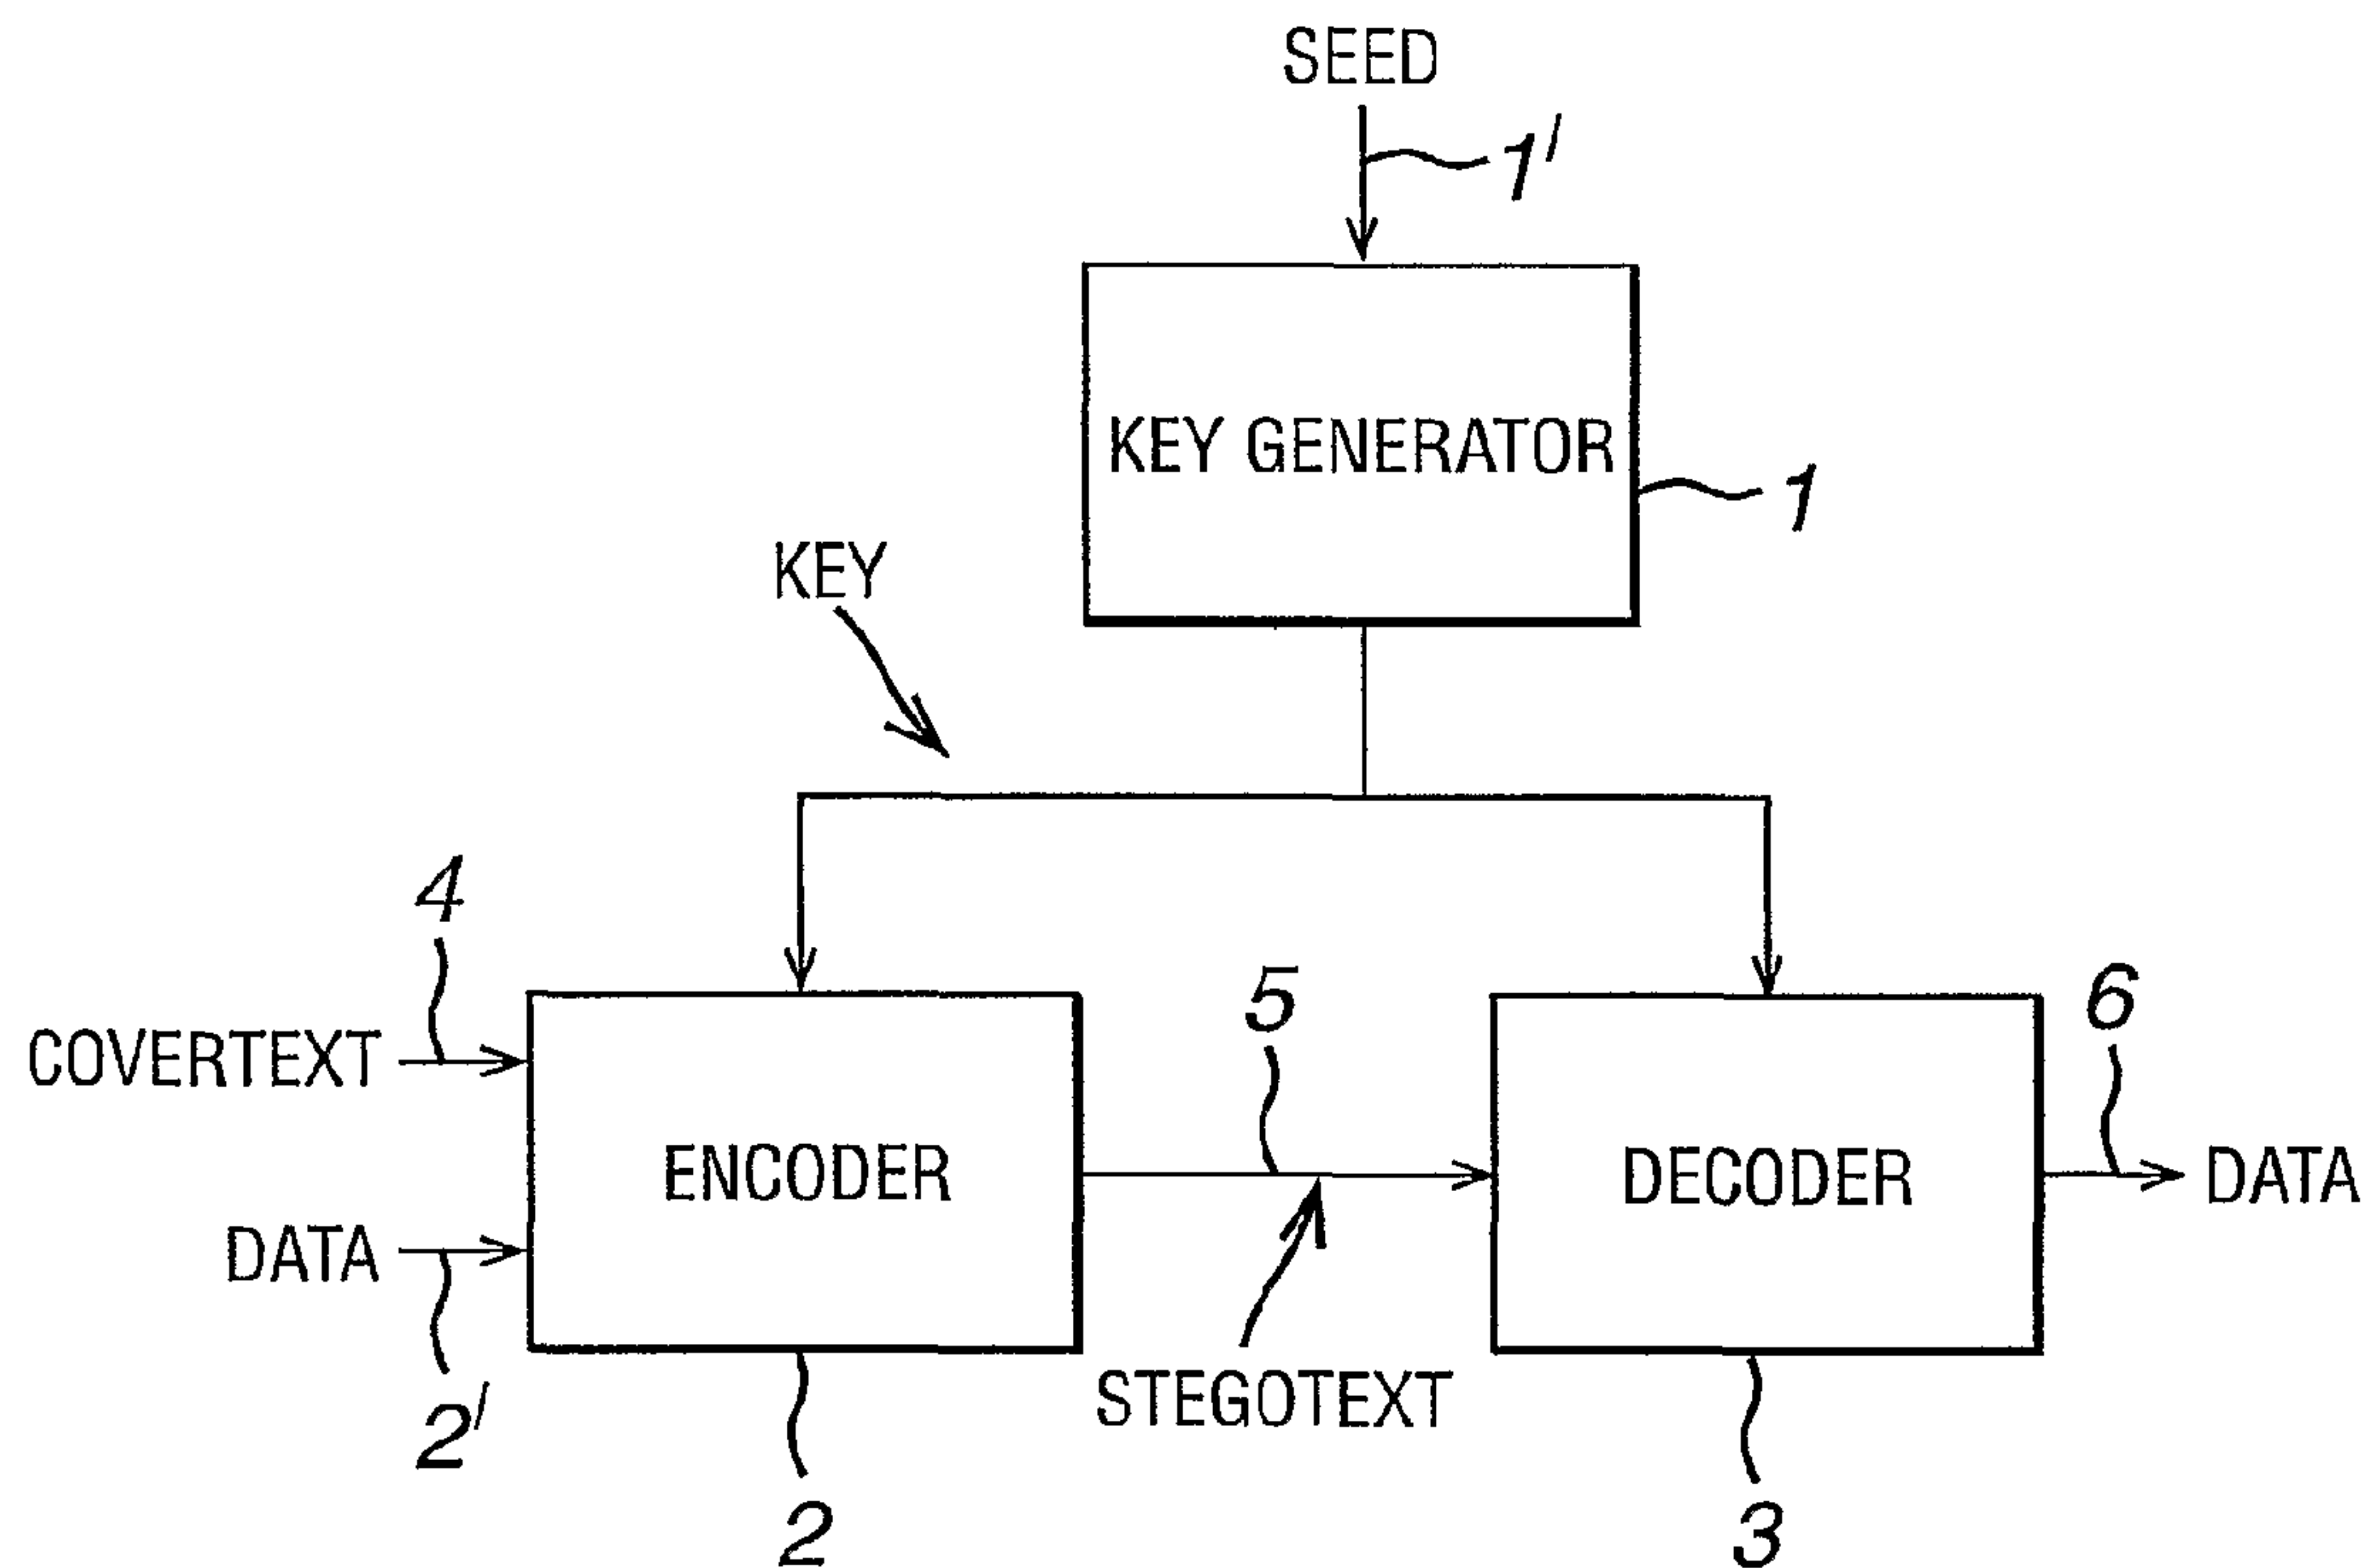 SEED
1'
KEY GENERATOR
1
KEY
4
5
6
COVERTEXT
ENCODER
DECODER
DATA
DATA
STEGOTEXT
2'
2
3